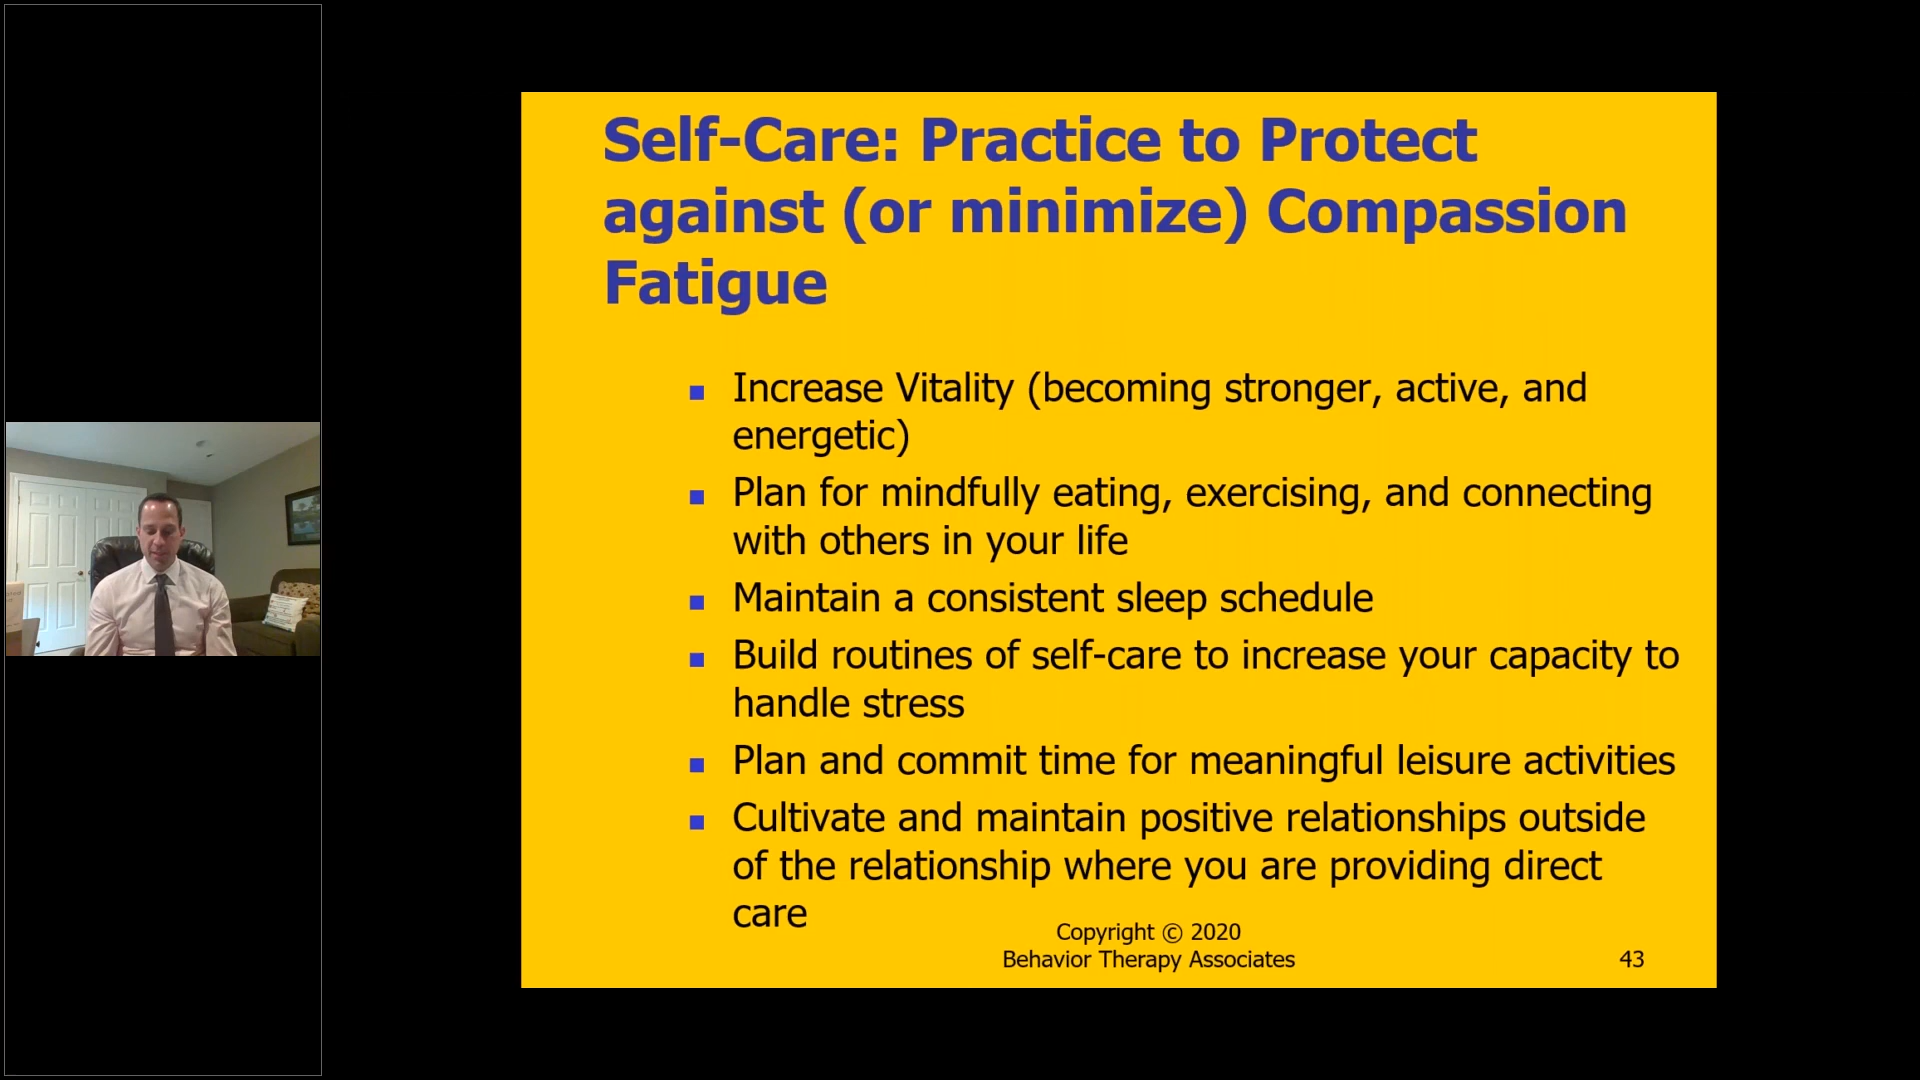 Self-Care: Practice to Protect
against (or minimize) Compassion
Fatigue
Increase Vitality (becoming stronger, active, and
energetic)
Plan for mindfully eating, exercising, and connecting
with others in your life
Maintain a consistent sleep schedule
Build routines of self-care to increase your capacity to
handle stress
Plan and commit time for meaningful leisure activities
Cultivate and maintain positive relationships outside
of the relationship where you are providing direct
care
Copyright © 2020
Behavior Therapy Associates
43